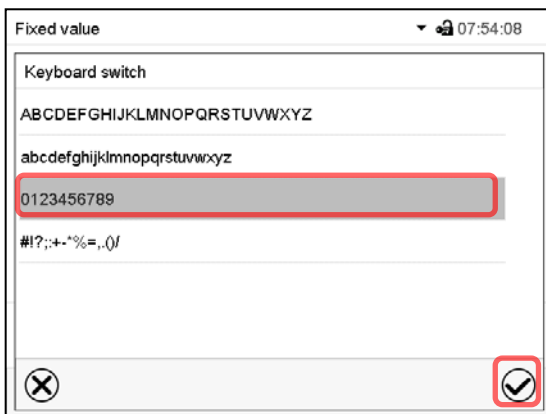 Fixed value 07:54:08
Keyboard switch
ABCDEFGHIJKLMNOPQRSTUVWXYZ
abcdefghijklmnopqrstuvwxyz
0123456789
#!?;:+-*%=,.()/